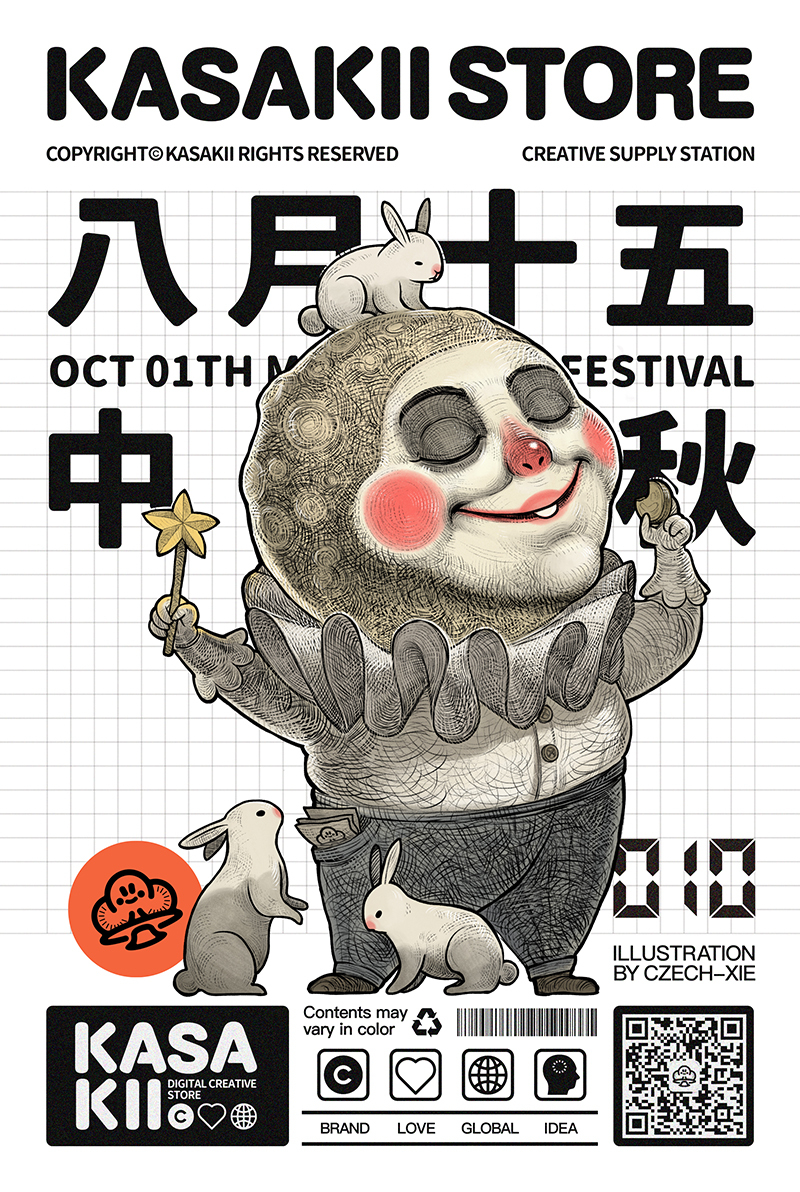 KASAKII STORE
COPYRIGHT© KASAKII RIGHTS RESERVED
CREATIVE SUPPLY STATION
八月十五
OCT 01TH FESTIVAL
中秋
010
ILLUSTRATION
BY CZECH-XIE
KASA
KII
DIGITAL CREATIVE
STORE
Contents may
vary in color
BRAND LOVE GLOBAL IDEA